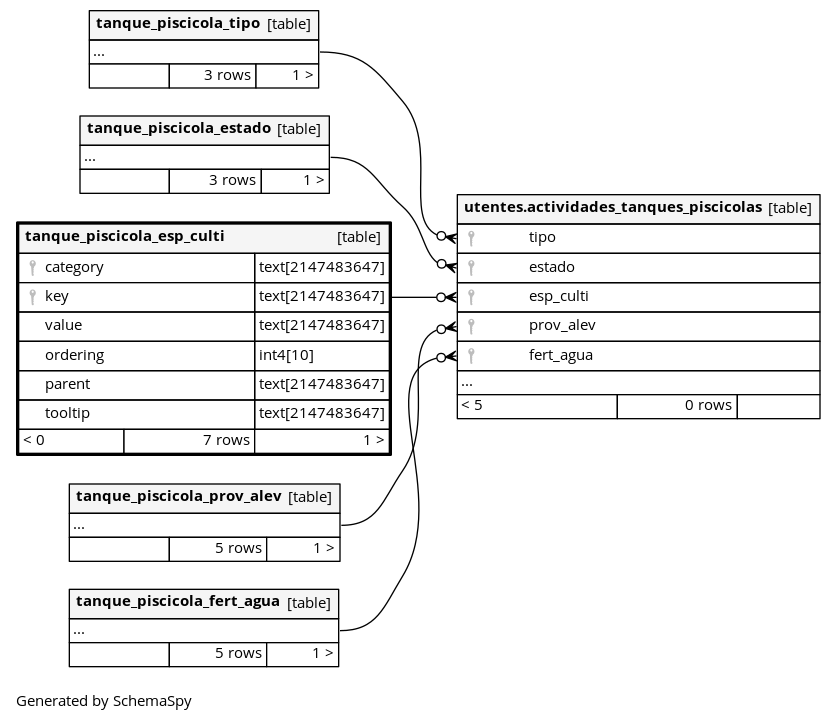 tanque_piscicola_tipo [table]
...
3 rows 1 >
tanque_piscicola_estado [table]
...
3 rows 1 >
tanque_piscicola_esp_culti [table]
category text[2147483647]
key text[2147483647]
value text[2147483647]
ordering int4[10]
parent text[2147483647]
tooltip text[2147483647]
< 0 7 rows 1 >
tanque_piscicola_prov_alev [table]
...
5 rows 1 >
tanque_piscicola_fert_agua [table]
...
5 rows 1 >
utentes.actividades_tanques_piscicolas [table]
tipo
estado
esp_culti
prov_alev
fert_agua
...
< 5 0 rows
Generated by SchemaSpy